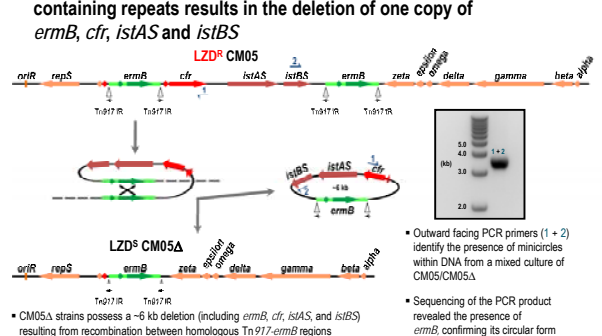 containing repeats results in the deletion of one copy of
ermB, cfr, istAS and istBS
LZDR CM05
oriR repS ermB cfr istAS istBS ermB zeta epsilon omega delta gamma beta alpha
2
1
Tn917 IR Tn917 IR Tn917 IR Tn917 IR
istBS istAS cfr
2 1
~6 kb
ermB
1 + 2
5.0
4.0
(kb)
3.0
2.0
LZDS CM05Δ
oriR repS ermB zeta epsilon omega delta gamma beta alpha
Tn917 IR Tn917 IR
▪ Outward facing PCR primers (1 + 2)
identify the presence of minicircles
within DNA from a mixed culture of
CM05/CM05Δ
▪ Sequencing of the PCR product
revealed the presence of
ermB, confirming its circular form
▪ CM05Δ strains possess a ~6 kb deletion (including ermB, cfr, istAS, and istBS)
resulting from recombination between homologous Tn917-ermB regions